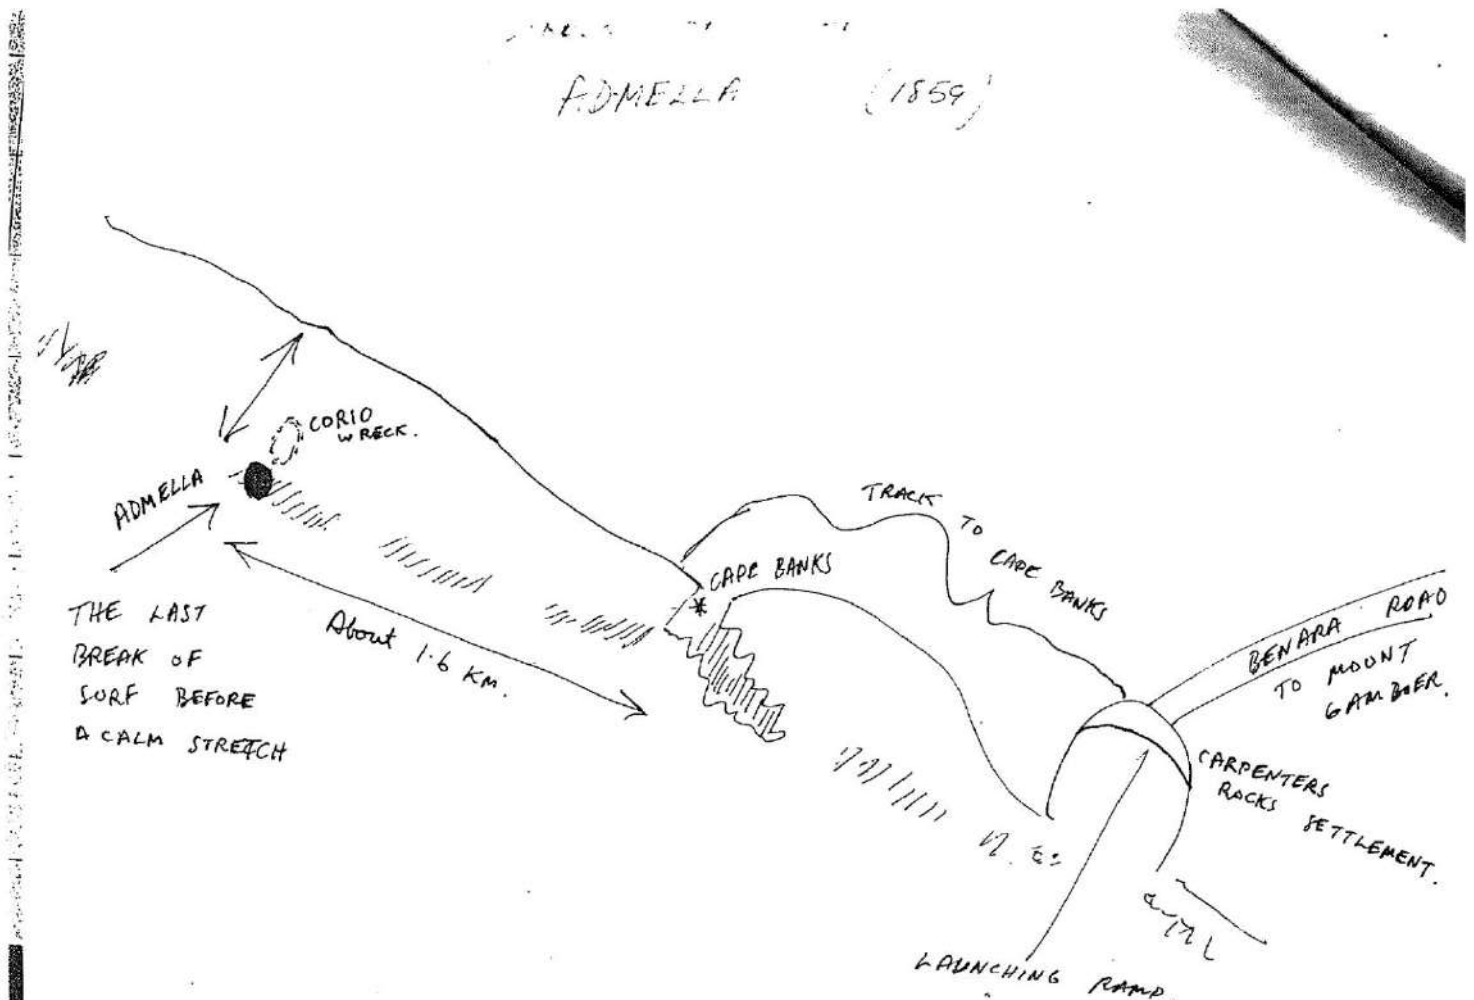 ADMELLA (1859)
CORIO
WRECK.
ADMELLA
THE LAST
BREAK OF
SURF BEFORE
A CALM STRETCH
About 1.6 KM.
CAPE BANKS
TRACK TO CAPE BANKS
BENARA ROAD
TO MOUNT
GAMBIER.
CARPENTERS
ROCKS SETTLEMENT.
LAUNCHING RAMP